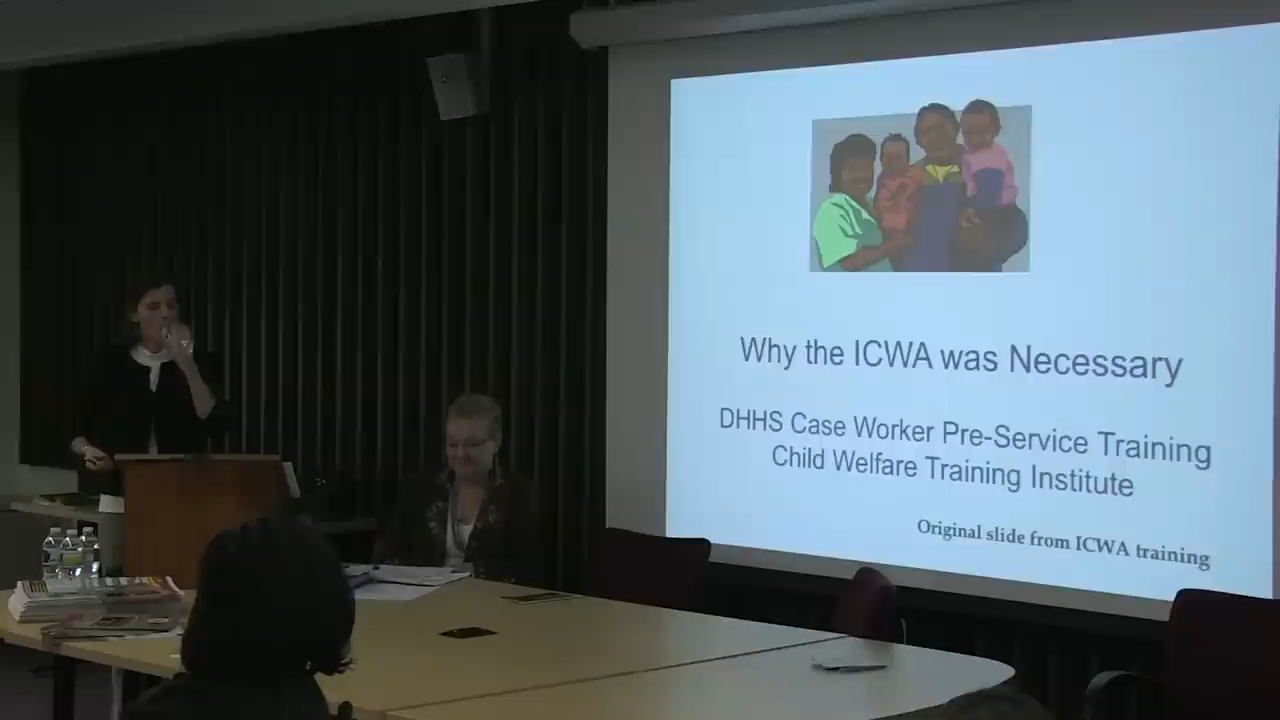 Why the ICWA was Necessary
DHHS Case Worker Pre-Service Training
Child Welfare Training Institute
Original slide from ICWA training